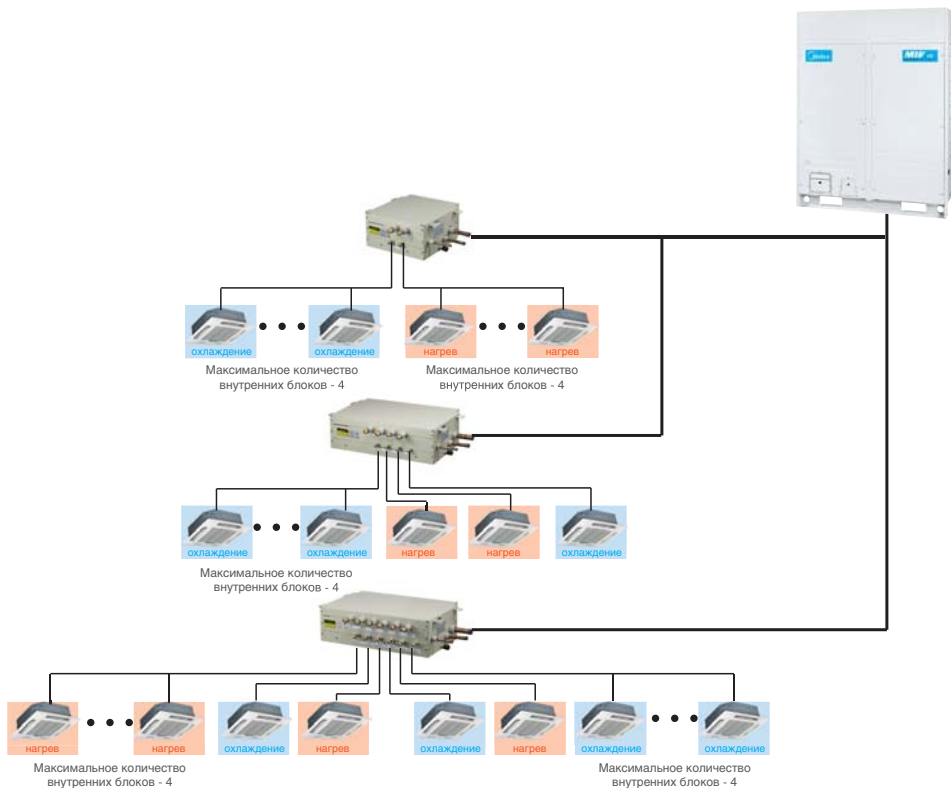 Midea
MIV
охлаждение
охлаждение
нагрев
нагрев
Максимальное количество
внутренних блоков - 4
Максимальное количество
внутренних блоков - 4
охлаждение
охлаждение
нагрев
нагрев
охлаждение
Максимальное количество
внутренних блоков - 4
нагрев
нагрев
охлаждение
нагрев
охлаждение
нагрев
охлаждение
охлаждение
Максимальное количество
внутренних блоков - 4
Максимальное количество
внутренних блоков - 4